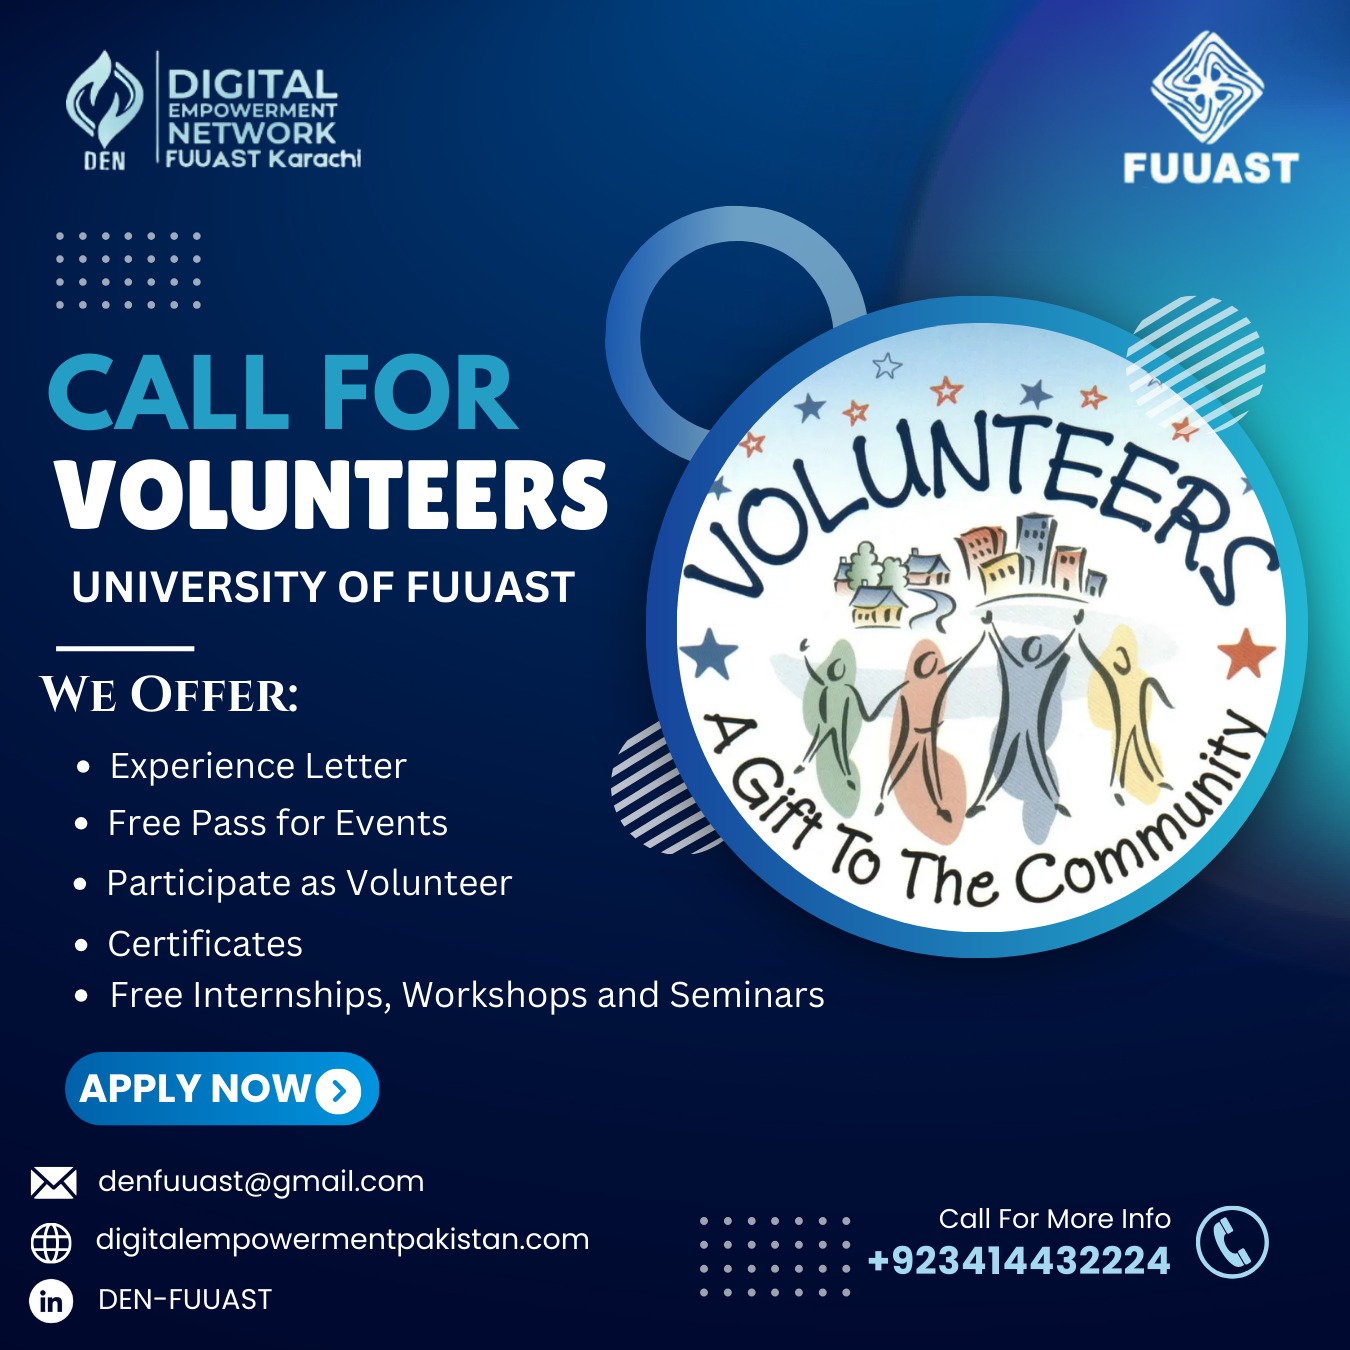 DIGITAL
EMPOWERMENT
NETWORK
FUUAST Karachi
DEN
FUUAST
CALL FOR
VOLUNTEERS
UNIVERSITY OF FUUAST
VOLUNTEERS
A Gift To The Community
We Offer:
• Experience Letter
• Free Pass for Events
• Participate as Volunteer
• Certificates
• Free Internships, Workshops and Seminars
APPLY NOW
denfuuast@gmail.com
digitalempowermentpakistan.com
in
DEN-FUUAST
Call For More Info
+923414432224